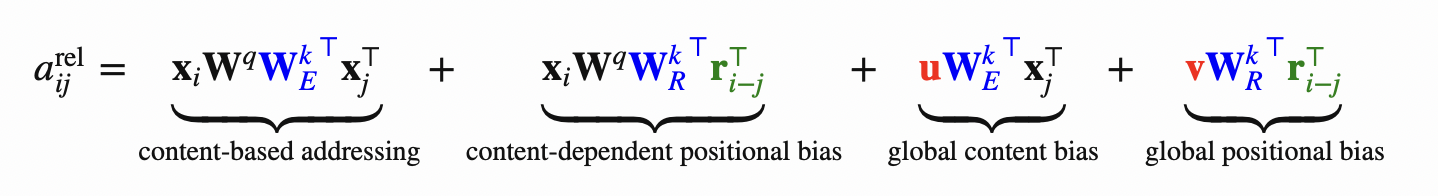 a_{ij}^{rel} = x_i W^q W_E^{k⊤} x_j^⊤ + x_i W^q W_R^{k⊤} r_{i−j}^⊤ + u W_E^{k⊤} x_j^⊤ + v W_R^{k⊤} r_{i−j}^⊤
content-based addressing content-dependent positional bias global content bias global positional bias